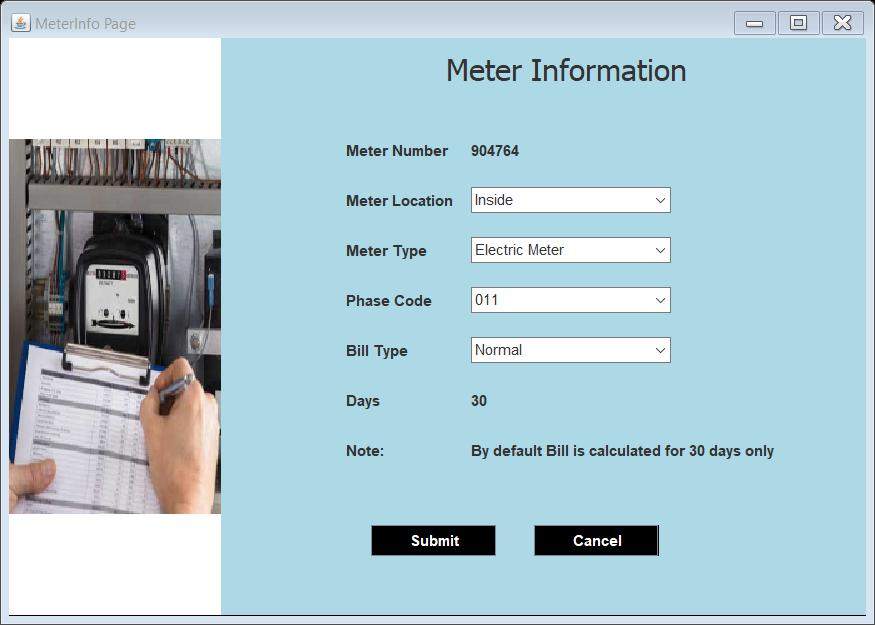 MeterInfo Page
Meter Information
Meter Number 904764
Meter Location Inside
Meter Type Electric Meter
Phase Code 011
Bill Type Normal
Days 30
Note: By default Bill is calculated for 30 days only
Submit Cancel